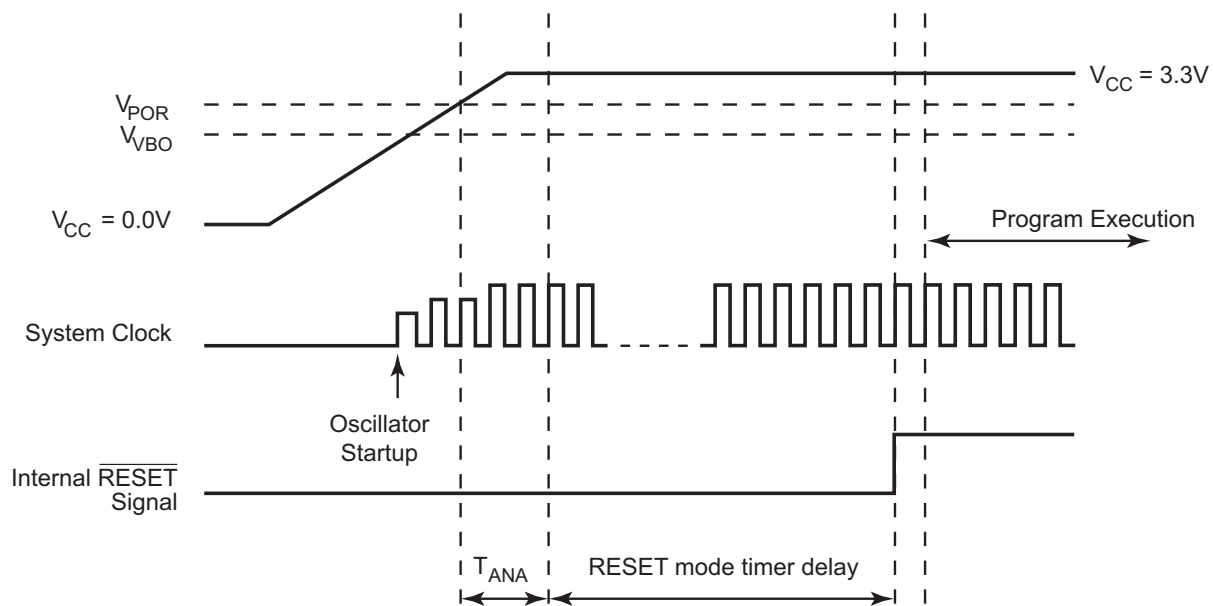 V_CC = 3.3V
V_POR
V_VBO
V_CC = 0.0V
Program Execution
System Clock
Oscillator
Startup
Internal R̅E̅S̅E̅T̅
Signal
T_ANA
RESET mode timer delay